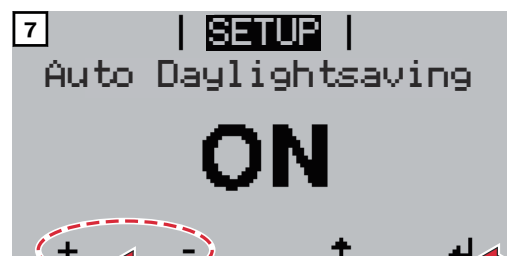 7
| SETUP |
Auto Daylightsaving
ON
+ - ↑ ↵